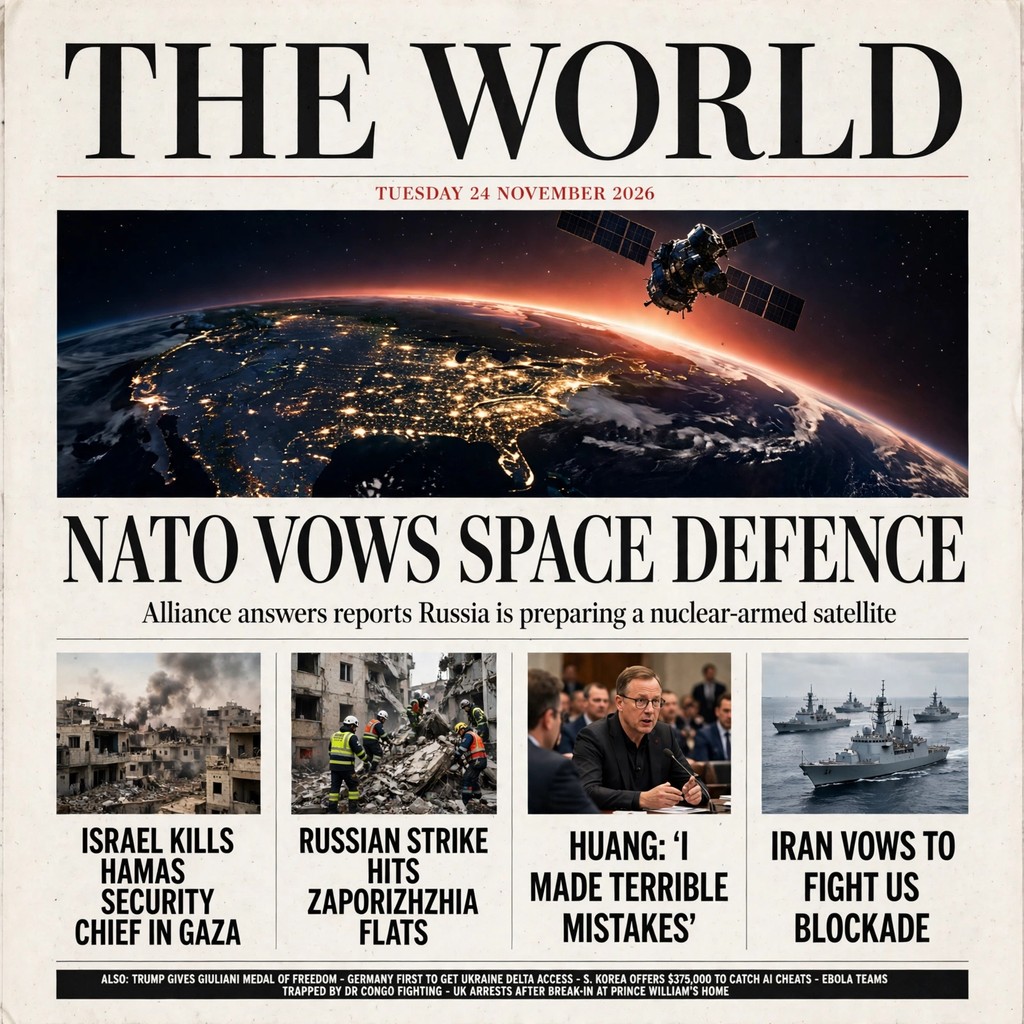 THE WORLD
TUESDAY 24 NOVEMBER 2026
NATO VOWS SPACE DEFENCE
Alliance answers reports Russia is preparing a nuclear-armed satellite
ISRAEL KILLS
HAMAS
SECURITY
CHIEF IN GAZA
RUSSIAN STRIKE
HITS
ZAPORIZHZHIA
FLATS
HUANG: ‘I
MADE TERRIBLE
MISTAKES’
IRAN VOWS TO
FIGHT US
BLOCKADE
ALSO: TRUMP GIVES GIULIANI MEDAL OF FREEDOM – GERMANY FIRST TO GET UKRAINE DELTA ACCESS – S. KOREA OFFERS $375,000 TO CATCH AI CHEATS – EBOLA TEAMS
TRAPPED BY DR CONGO FIGHTING – UK ARRESTS AFTER BREAK-IN AT PRINCE WILLIAM'S HOME